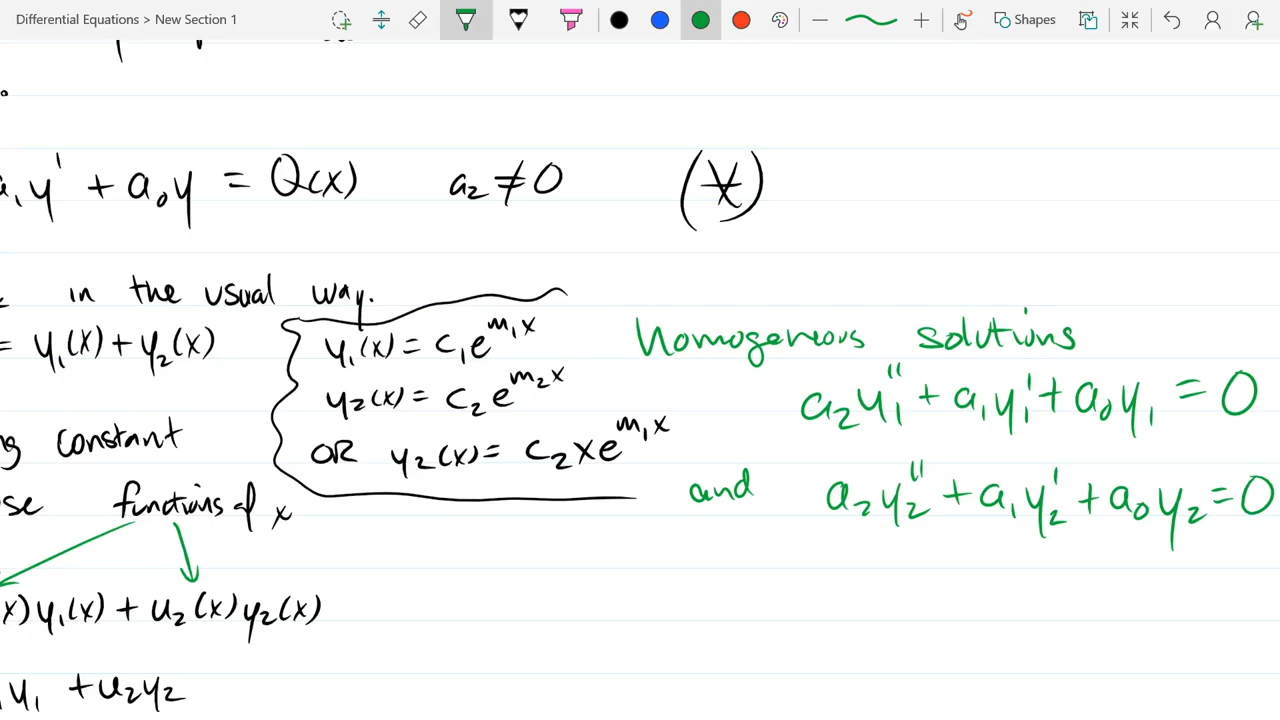 Differential Equations > New Section 1
Shapes
a₁y' + a₀y = Q(x) a₂ ≠ 0 (*)
in the usual way.
= y₁(x) + y₂(x)
y₁(x) = c₁e^{m₁x}
y₂(x) = c₂e^{m₂x}
OR y₂(x) = c₂xe^{m₁x}
Homogeneous solutions
a₂y₁'' + a₁y₁' + a₀y₁ = 0
and a₂y₂'' + a₁y₂' + a₀y₂ = 0
ng constant
se functions of x
x)y₁(x) + u₂(x)y₂(x)
y₁ + u₂y₂